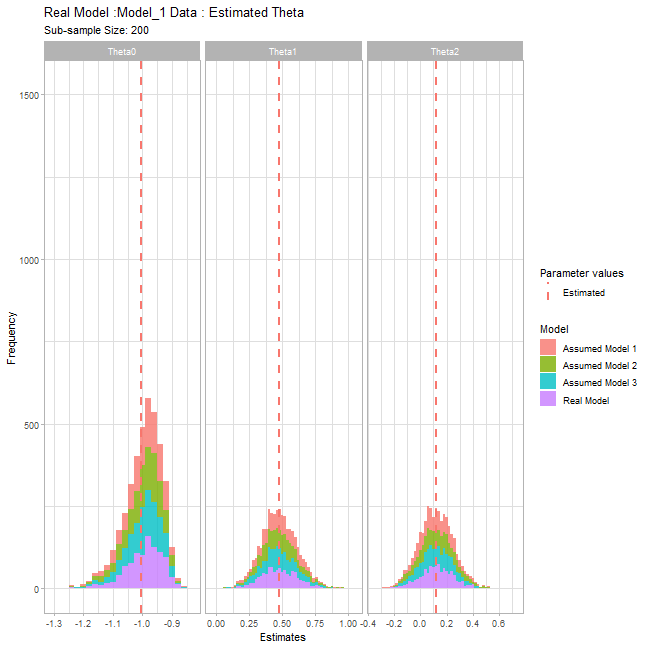 Real Model :Model_1 Data : Estimated Theta
Sub-sample Size: 200
Theta0 Theta1 Theta2
1500
1000
500
0
Frequency
-1.3 -1.2 -1.1 -1.0 -0.9 0.00 0.25 0.50 0.75 1.00 -0.4 -0.2 0.0 0.2 0.4 0.6
Estimates
Parameter values
Estimated
Model
Assumed Model 1
Assumed Model 2
Assumed Model 3
Real Model